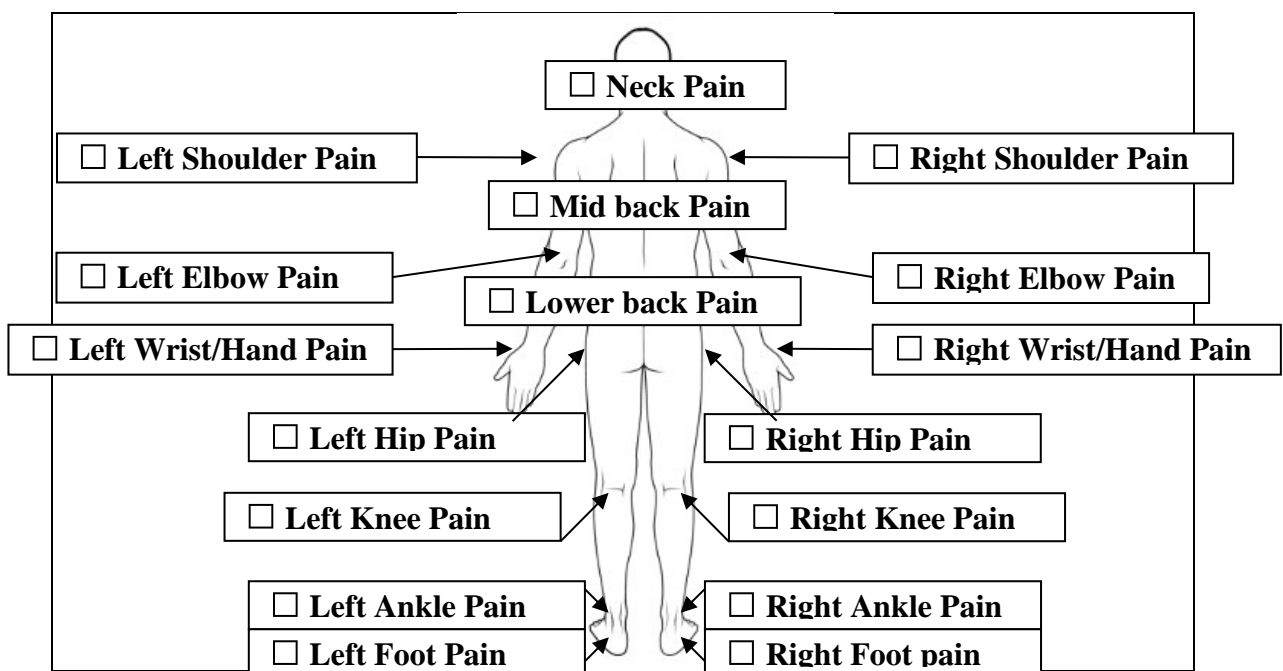 ☐ Neck Pain
☐ Left Shoulder Pain
☐ Right Shoulder Pain
☐ Mid back Pain
☐ Left Elbow Pain
☐ Right Elbow Pain
☐ Lower back Pain
☐ Left Wrist/Hand Pain
☐ Right Wrist/Hand Pain
☐ Left Hip Pain
☐ Right Hip Pain
☐ Left Knee Pain
☐ Right Knee Pain
☐ Left Ankle Pain
☐ Right Ankle Pain
☐ Left Foot Pain
☐ Right Foot pain